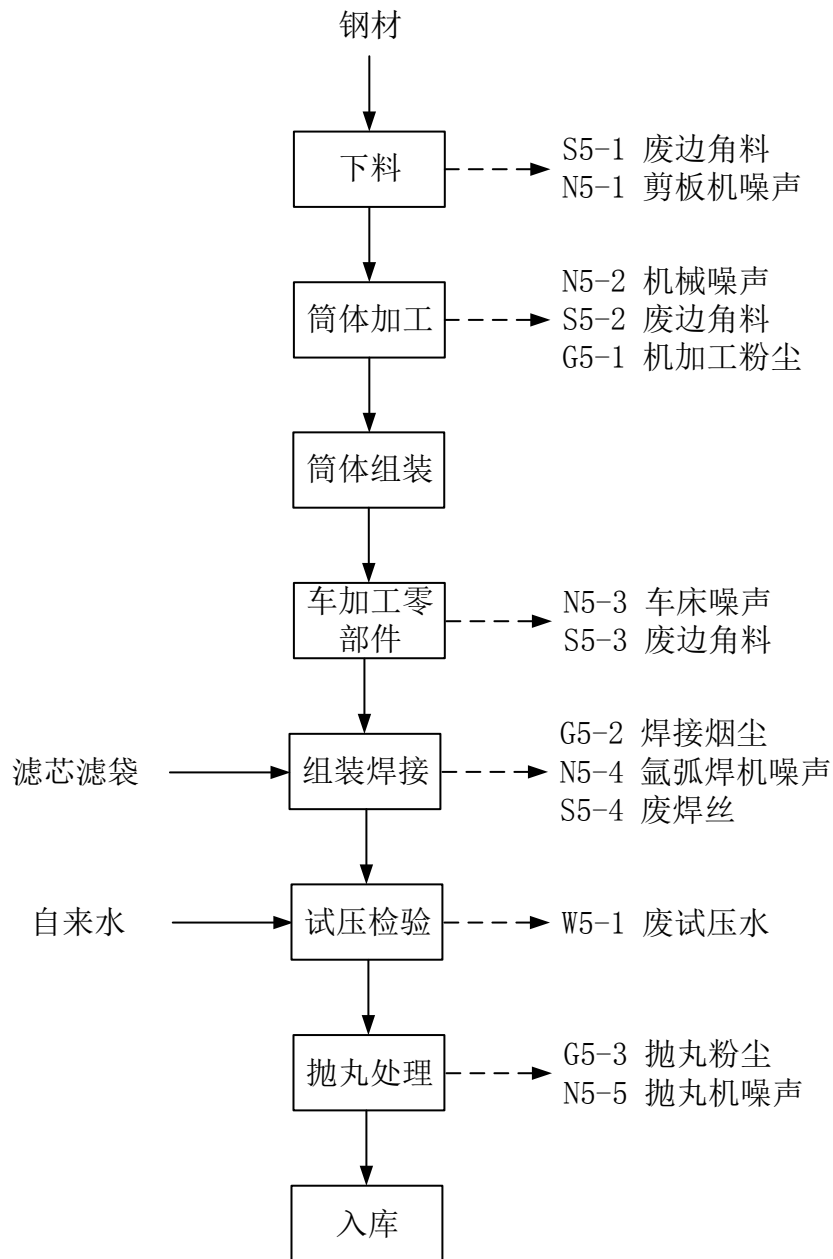 钢材
下料
S5-1 废边角料
N5-1 剪板机噪声
筒体加工
N5-2 机械噪声
S5-2 废边角料
G5-1 机加工粉尘
筒体组装
车加工零
部件
N5-3 车床噪声
S5-3 废边角料
滤芯滤袋
组装焊接
G5-2 焊接烟尘
N5-4 氩弧焊机噪声
S5-4 废焊丝
自来水
试压检验
W5-1 废试压水
抛丸处理
G5-3 抛丸粉尘
N5-5 抛丸机噪声
入库